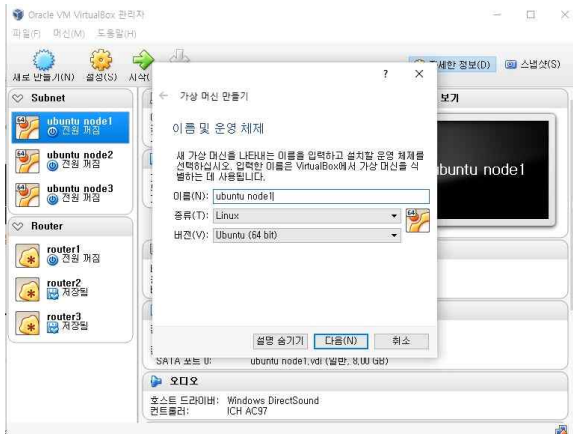 Oracle VM VirtualBox 관리자
파일(F) 머신(M) 도움말(H)
새로 만들기(N) 설정(S) 시작( 세한 정보(D) 스냅샷(S)
Subnet
ubuntu node1
전원 꺼짐
ubuntu node2
전원 꺼짐
ubuntu node3
전원 꺼짐
Router
router1
전원 꺼짐
router2
저장됨
router3
저장됨
보기
ubuntu node1
? ×
가상 머신 만들기
이름 및 운영 체제
새 가상 머신을 나타내는 이름을 입력하고 설치할 운영 체제를
선택하십시오. 입력한 이름은 VirtualBox에서 가상 머신을 식
별하는 데 사용됩니다.
이름(N): ubuntu node1
종류(T): Linux
버전(V): Ubuntu (64 bit)
64
설명 숨기기 다음(N) 취소
SATA 포트 0: ubuntu node1.vdi (일반, 8,00 GB)
오디오
호스트 드라이버: Windows DirectSound
컨트롤러: ICH AC97